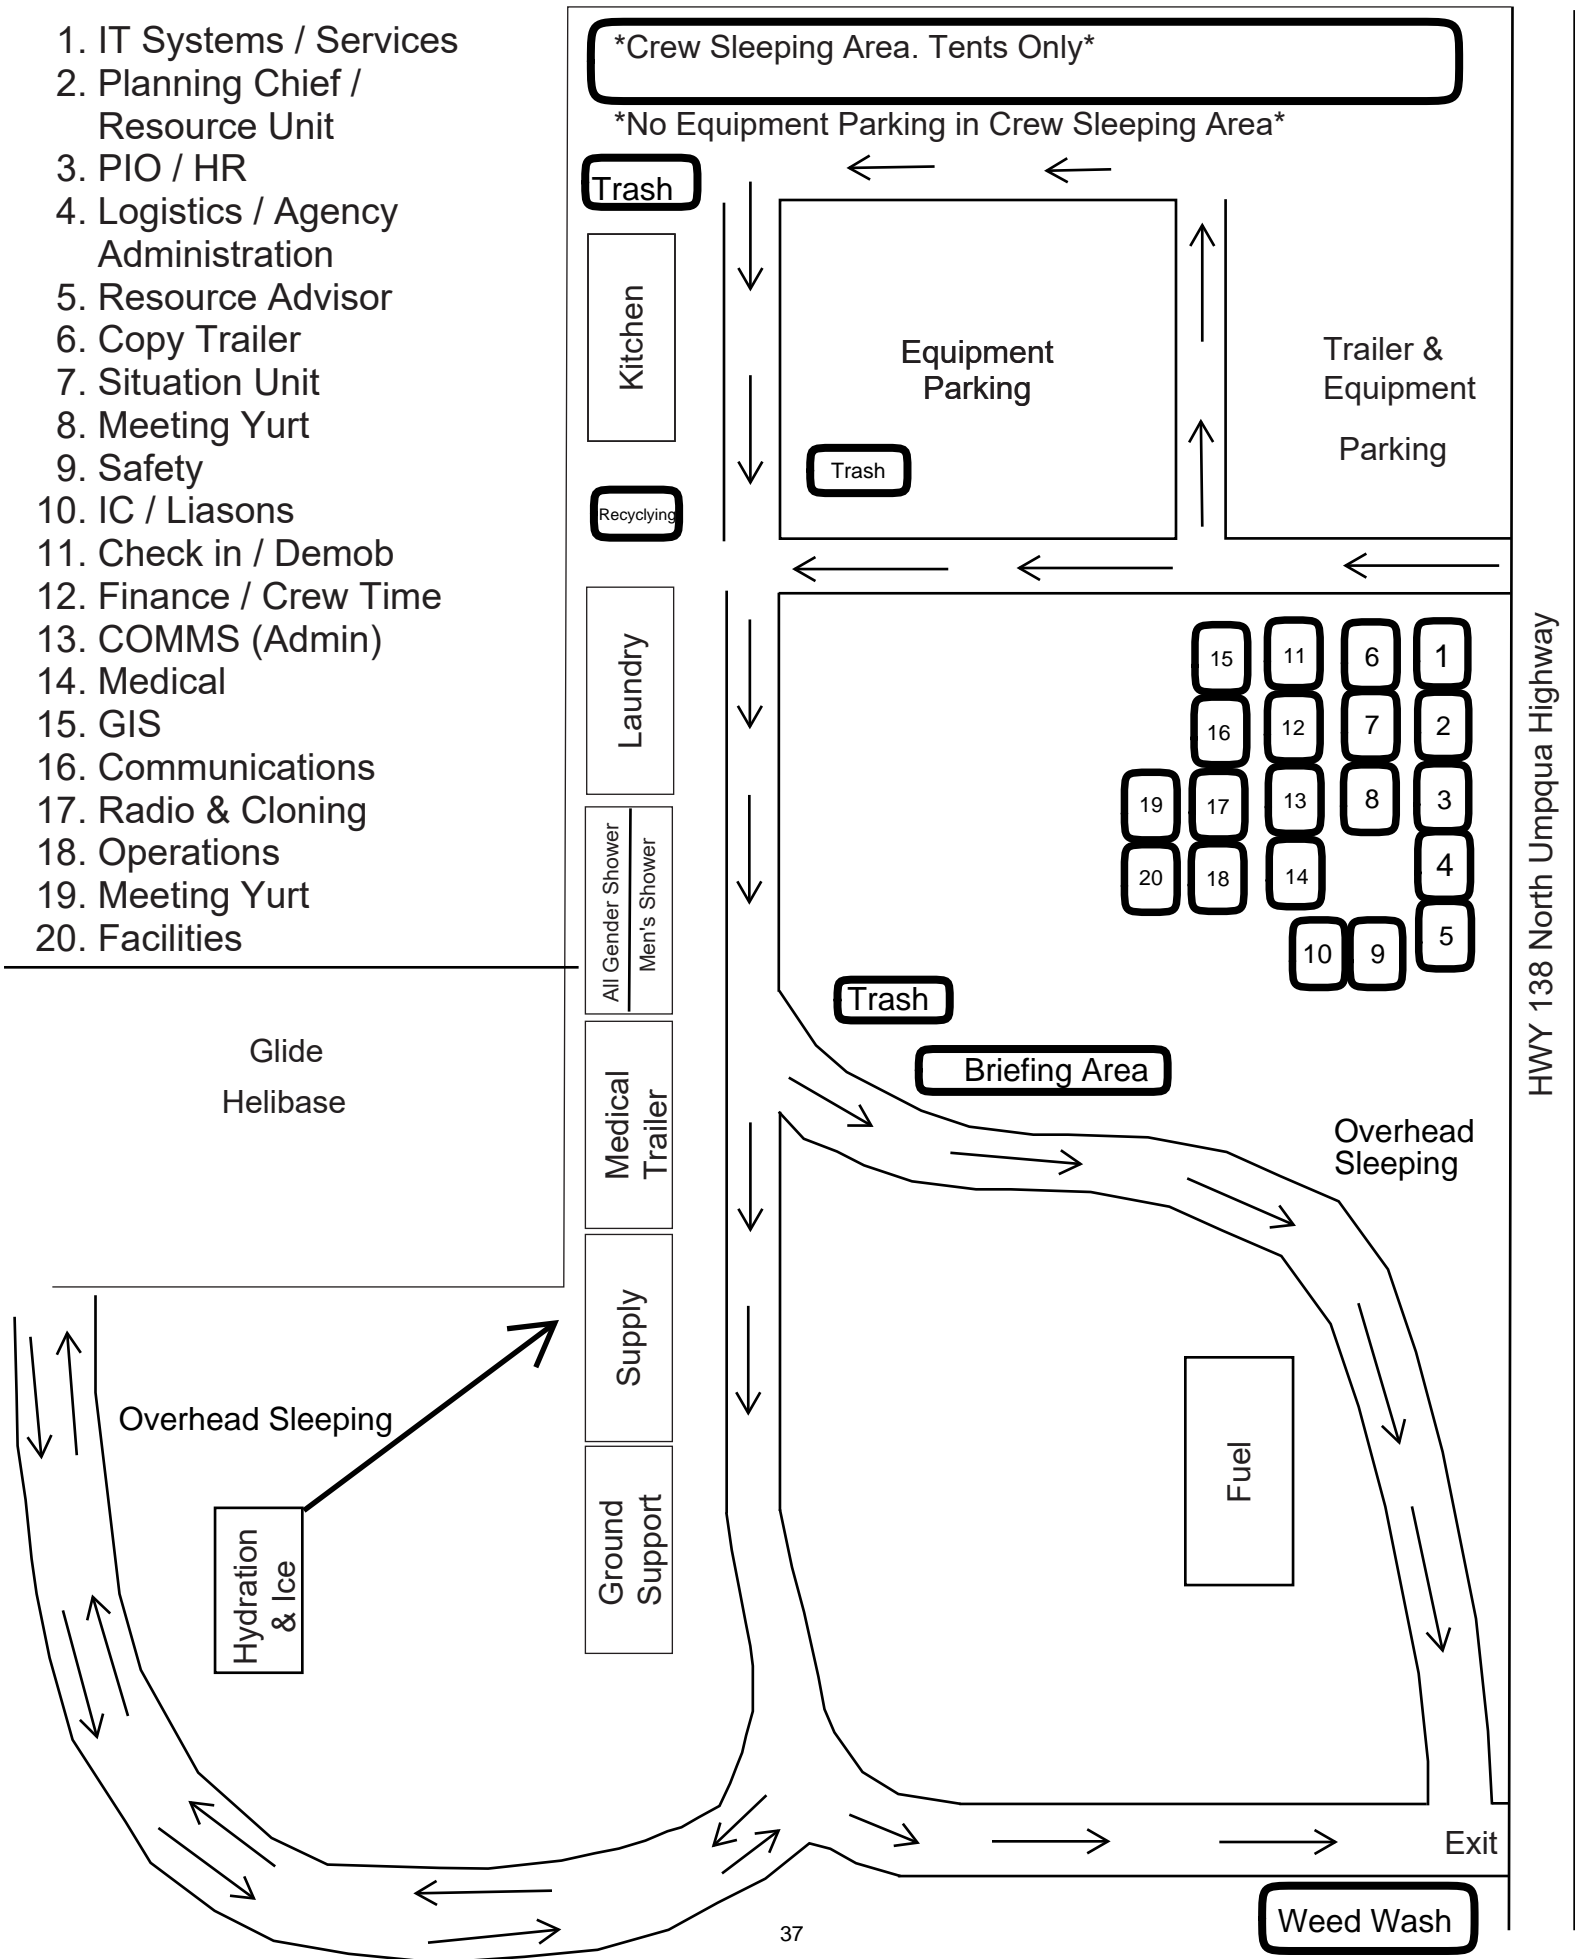 1. IT Systems / Services
2. Planning Chief /
Resource Unit
3. PIO / HR
4. Logistics / Agency
Administration
5. Resource Advisor
6. Copy Trailer
7. Situation Unit
8. Meeting Yurt
9. Safety
10. IC / Liasons
11. Check in / Demob
12. Finance / Crew Time
13. COMMS (Admin)
14. Medical
15. GIS
16. Communications
17. Radio & Cloning
18. Operations
19. Meeting Yurt
20. Facilities
*Crew Sleeping Area. Tents Only*
*No Equipment Parking in Crew Sleeping Area*
Trash
Kitchen
Equipment
Parking
Trash
Trailer &
Equipment
Parking
Recyclying
Laundry
15
11
6
1
16
12
7
2
19
17
13
8
3
20
18
14
4
10
9
5
HWY 138 North Umpqua Highway
All Gender Shower
Men's Shower
Trash
Briefing Area
Glide
Helibase
Medical
Trailer
Overhead
Sleeping
Supply
Overhead Sleeping
Fuel
Hydration
& Ice
Ground
Support
Exit
Weed Wash
37